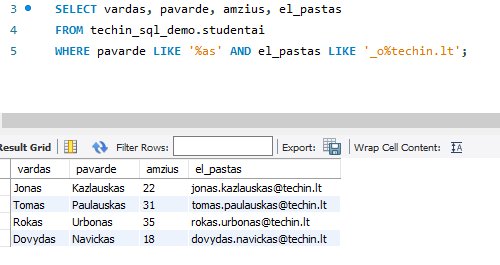 3 SELECT vardas, pavarde, amzius, el_pastas
4 FROM techin_sql_demo.studentai
5 WHERE pavarde LIKE '%as' AND el_pastas LIKE '_o%techin.lt';
Result Grid Filter Rows: Export: Wrap Cell Content:
vardas pavarde amzius el_pastas
Jonas Kazlauskas 22 jonas.kazlauskas@techin.lt
Tomas Paulauskas 31 tomas.paulauskas@techin.lt
Rokas Urbonas 35 rokas.urbonas@techin.lt
Dovydas Navickas 18 dovydas.navickas@techin.lt